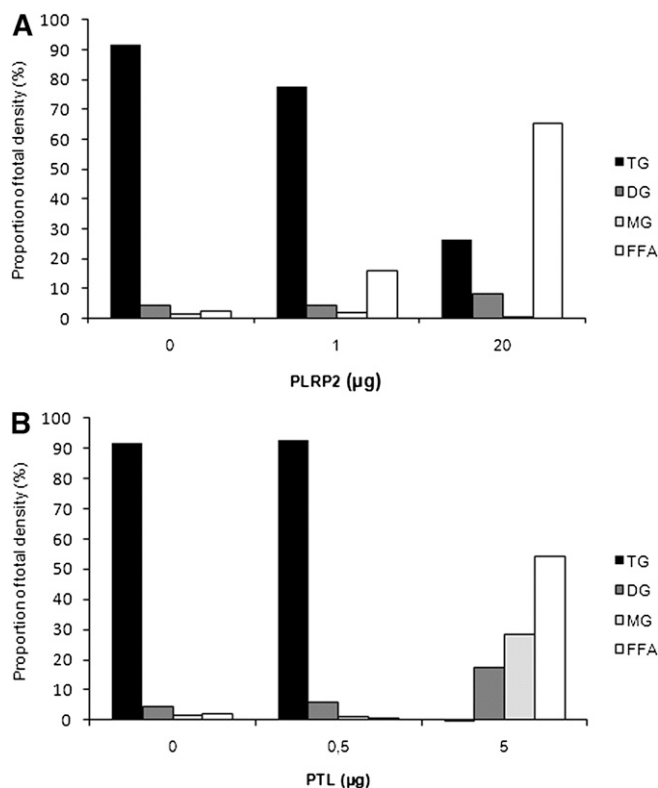 A
Proportion of total density (%)
100
90
80
70
60
50
40
30
20
10
0
0 1 20
PLRP2 (µg)
TG
DG
MG
FFA
B
Proportion of total density (%)
100
90
80
70
60
50
40
30
20
10
0
0 0,5 5
PTL (µg)
TG
DG
MG
FFA